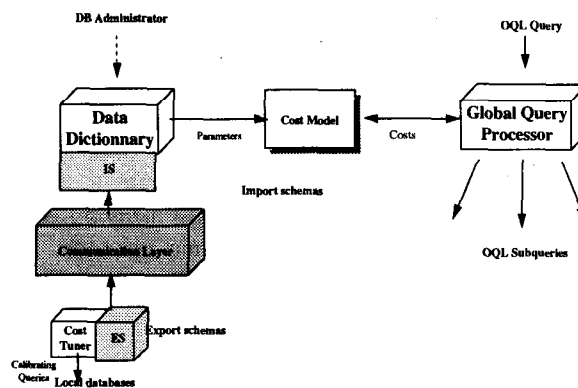 DB Administrator
OQL Query
Data
Dictionnary
IS
Parameters
Cost Model
Costs
Global Query
Processor
Import schemas
Communication Layer
OQL Subqueries
Cost
Tuner
ES
Export schemas
Calibrating
Queries
Local databases